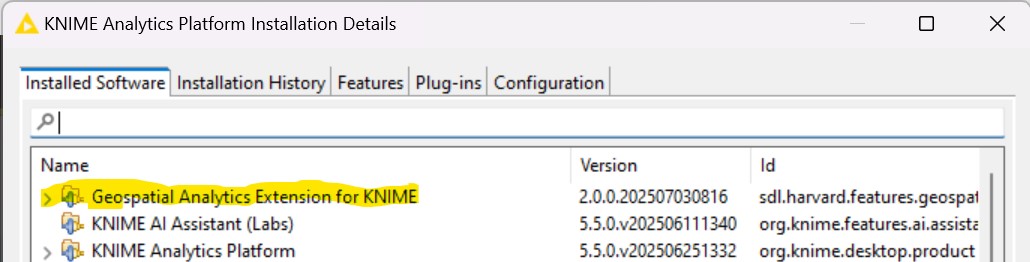 KNIME Analytics Platform Installation Details
Installed Software Installation History Features Plug-ins Configuration
Name Version Id
Geospatial Analytics Extension for KNIME 2.0.0.202507030816 sdl.harvard.features.geospat
KNIME AI Assistant (Labs) 5.5.0.v202506111340 org.knime.features.ai.assista
KNIME Analytics Platform 5.5.0.v202506251332 org.knime.desktop.product